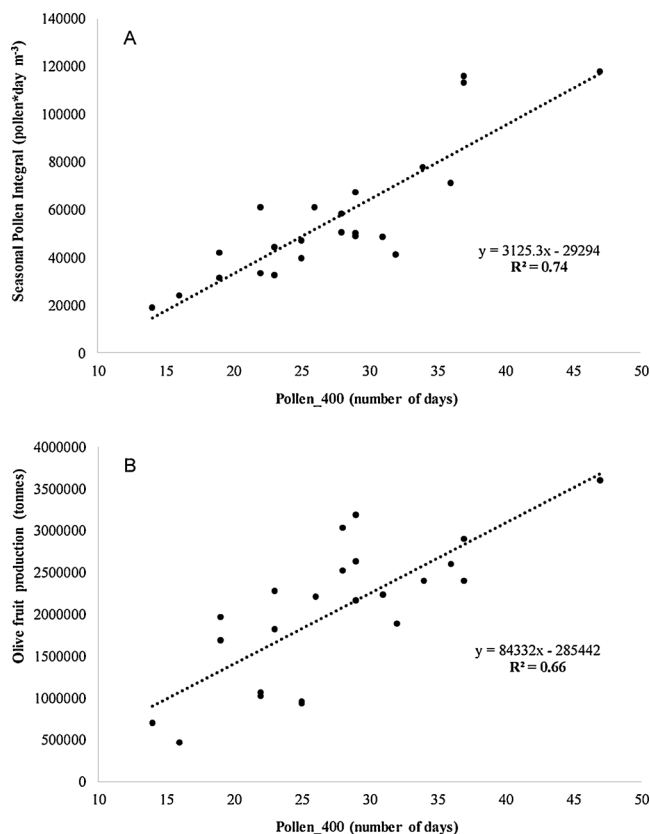 A
Seasonal Pollen Integral (pollen*day m⁻³)
140000
120000
100000
80000
60000
40000
20000
0
y = 3125.3x - 29294
R² = 0.74
10 15 20 25 30 35 40 45 50
Pollen_400 (number of days)
B
Olive fruit production (tonnes)
4000000
3500000
3000000
2500000
2000000
1500000
1000000
500000
0
y = 84332x - 285442
R² = 0.66
10 15 20 25 30 35 40 45 50
Pollen_400 (number of days)